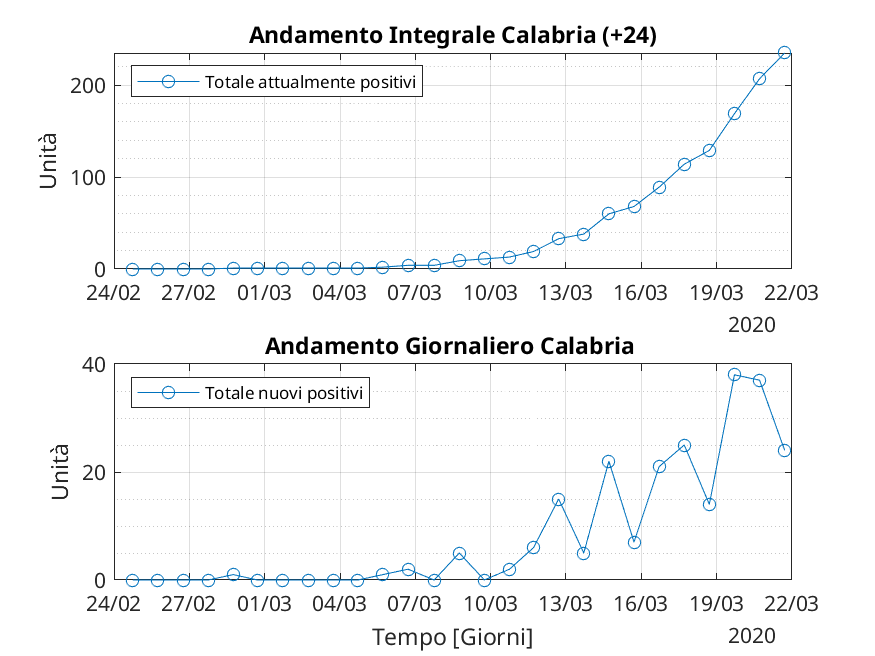 Andamento Integrale Calabria (+24)
Totale attualmente positivi
Unità
200
100
0
24/02 27/02 01/03 04/03 07/03 10/03 13/03 16/03 19/03 22/03
2020
Andamento Giornaliero Calabria
Totale nuovi positivi
Unità
40
20
0
24/02 27/02 01/03 04/03 07/03 10/03 13/03 16/03 19/03 22/03
Tempo [Giorni]
2020